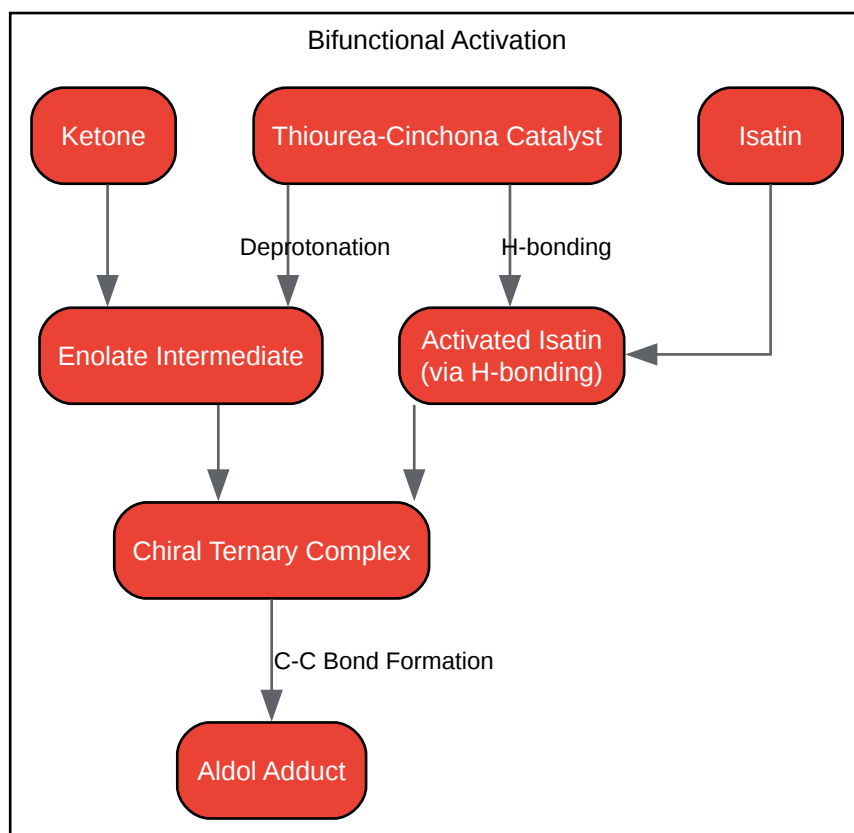 Bifunctional Activation
Ketone
Thiourea-Cinchona Catalyst
Isatin
Deprotonation
H-bonding
Enolate Intermediate
Activated Isatin
(via H-bonding)
Chiral Ternary Complex
C-C Bond Formation
Aldol Adduct